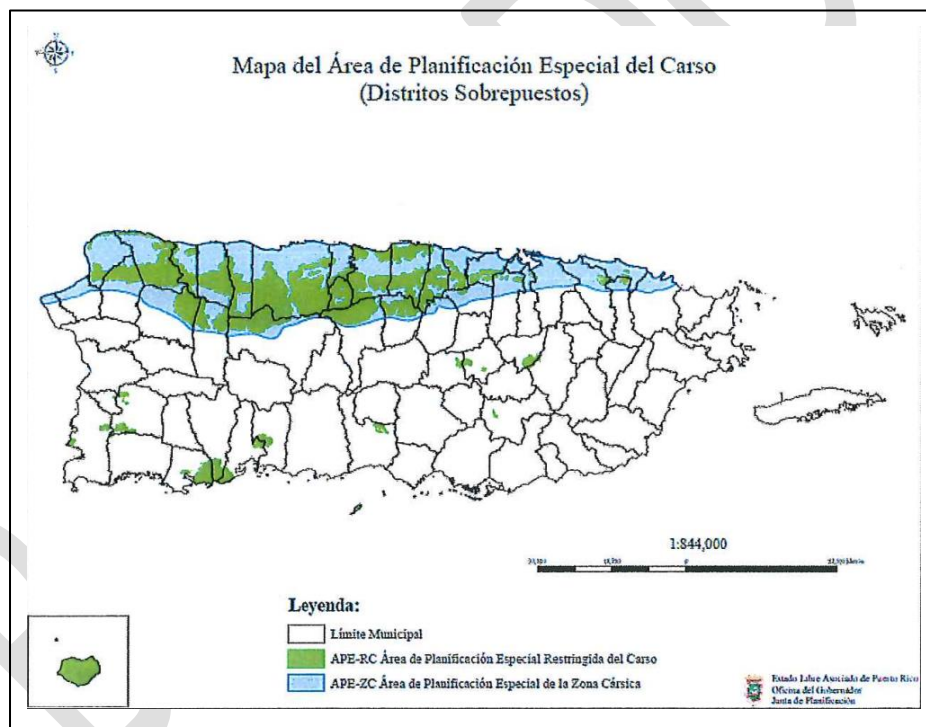 Mapa del Área de Planificación Especial del Carso
(Distritos Sobrepuestos)
1:844,000
0
Leyenda:
Límite Municipal
APE-RC Área de Planificación Especial Restringida del Carso
APE-ZC Área de Planificación Especial de la Zona Cársica
Estado Libre Asociado de Puerto Rico
Oficina del Gobernador
Junta de Planificación